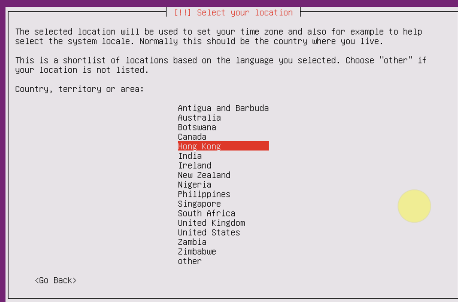 [!!] Select your location
The selected location will be used to set your time zone and also for example to help
select the system locale. Normally this should be the country where you live.
This is a shortlist of locations based on the language you selected. Choose "other" if
your location is not listed.
Country, territory or area:
Antigua and Barbuda
Australia
Botswana
Canada
Hong Kong
India
Ireland
New Zealand
Nigeria
Philippines
Singapore
South Africa
United Kingdom
United States
Zambia
Zimbabwe
other
<Go Back>